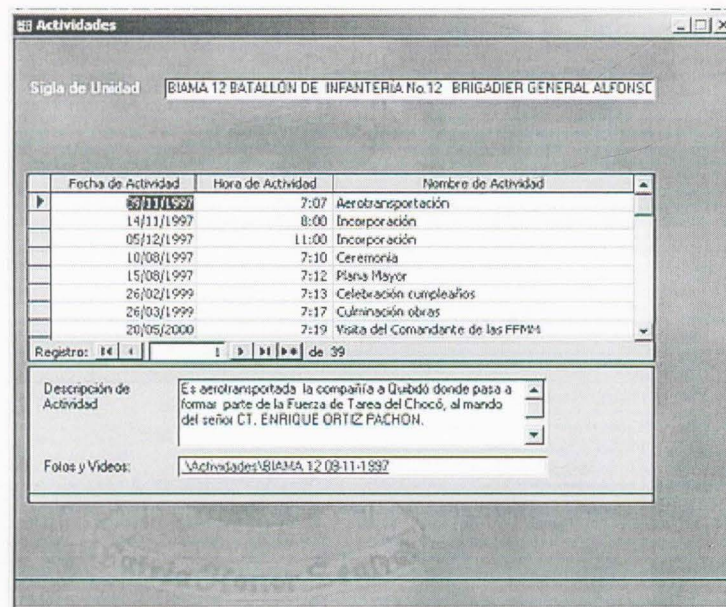 Actividades
Sigla de Unidad BIAMA 12 BATALLÓN DE INFANTERÍA No.12 BRIGADIER GENERAL ALFONSO
Fecha de Actividad Hora de Actividad Nombre de Actividad
09/11/1997 7:07 Aerotransportación
14/11/1997 8:00 Incorporación
05/12/1997 11:00 Incorporación
10/08/1997 7:10 Ceremonia
15/08/1997 7:12 Plana Mayor
26/02/1999 7:13 Celebración cumpleaños
26/03/1999 7:17 Culminación obras
20/05/2000 7:19 Visita del Comandante de las FFMM
Registro: 1 de 39
Descripción de Actividad
Es aerotransportada la compañía a Quibdó donde pasa a
formar parte de la Fuerza de Tarea del Chocó, al mando
del señor CT. ENRIQUE ORTIZ PACHON.
Fotos y Videos: .\Actividades\BIAMA 12 09-11-1997